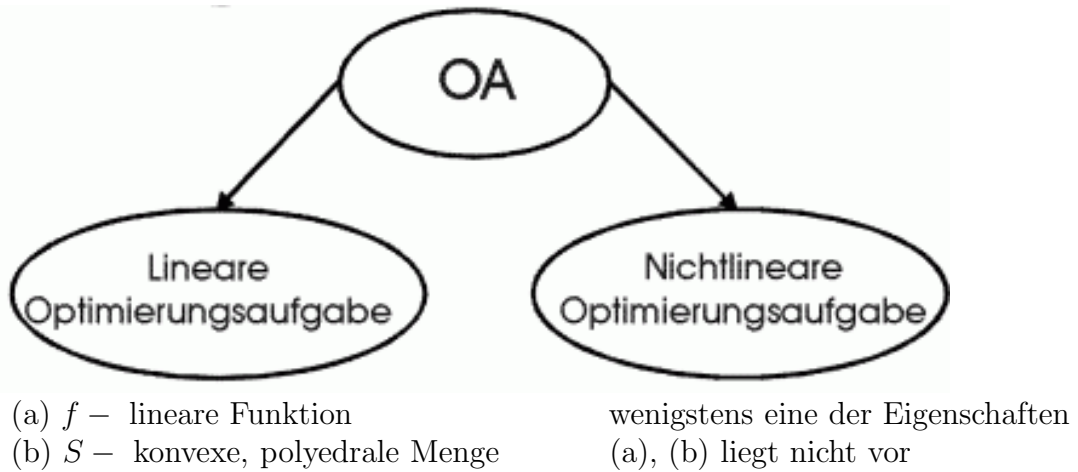 OA
Lineare
Optimierungsaufgabe
Nichtlineare
Optimierungsaufgabe
(a) f − lineare Funktion
(b) S − konvexe, polyedrale Menge
wenigstens eine der Eigenschaften
(a), (b) liegt nicht vor